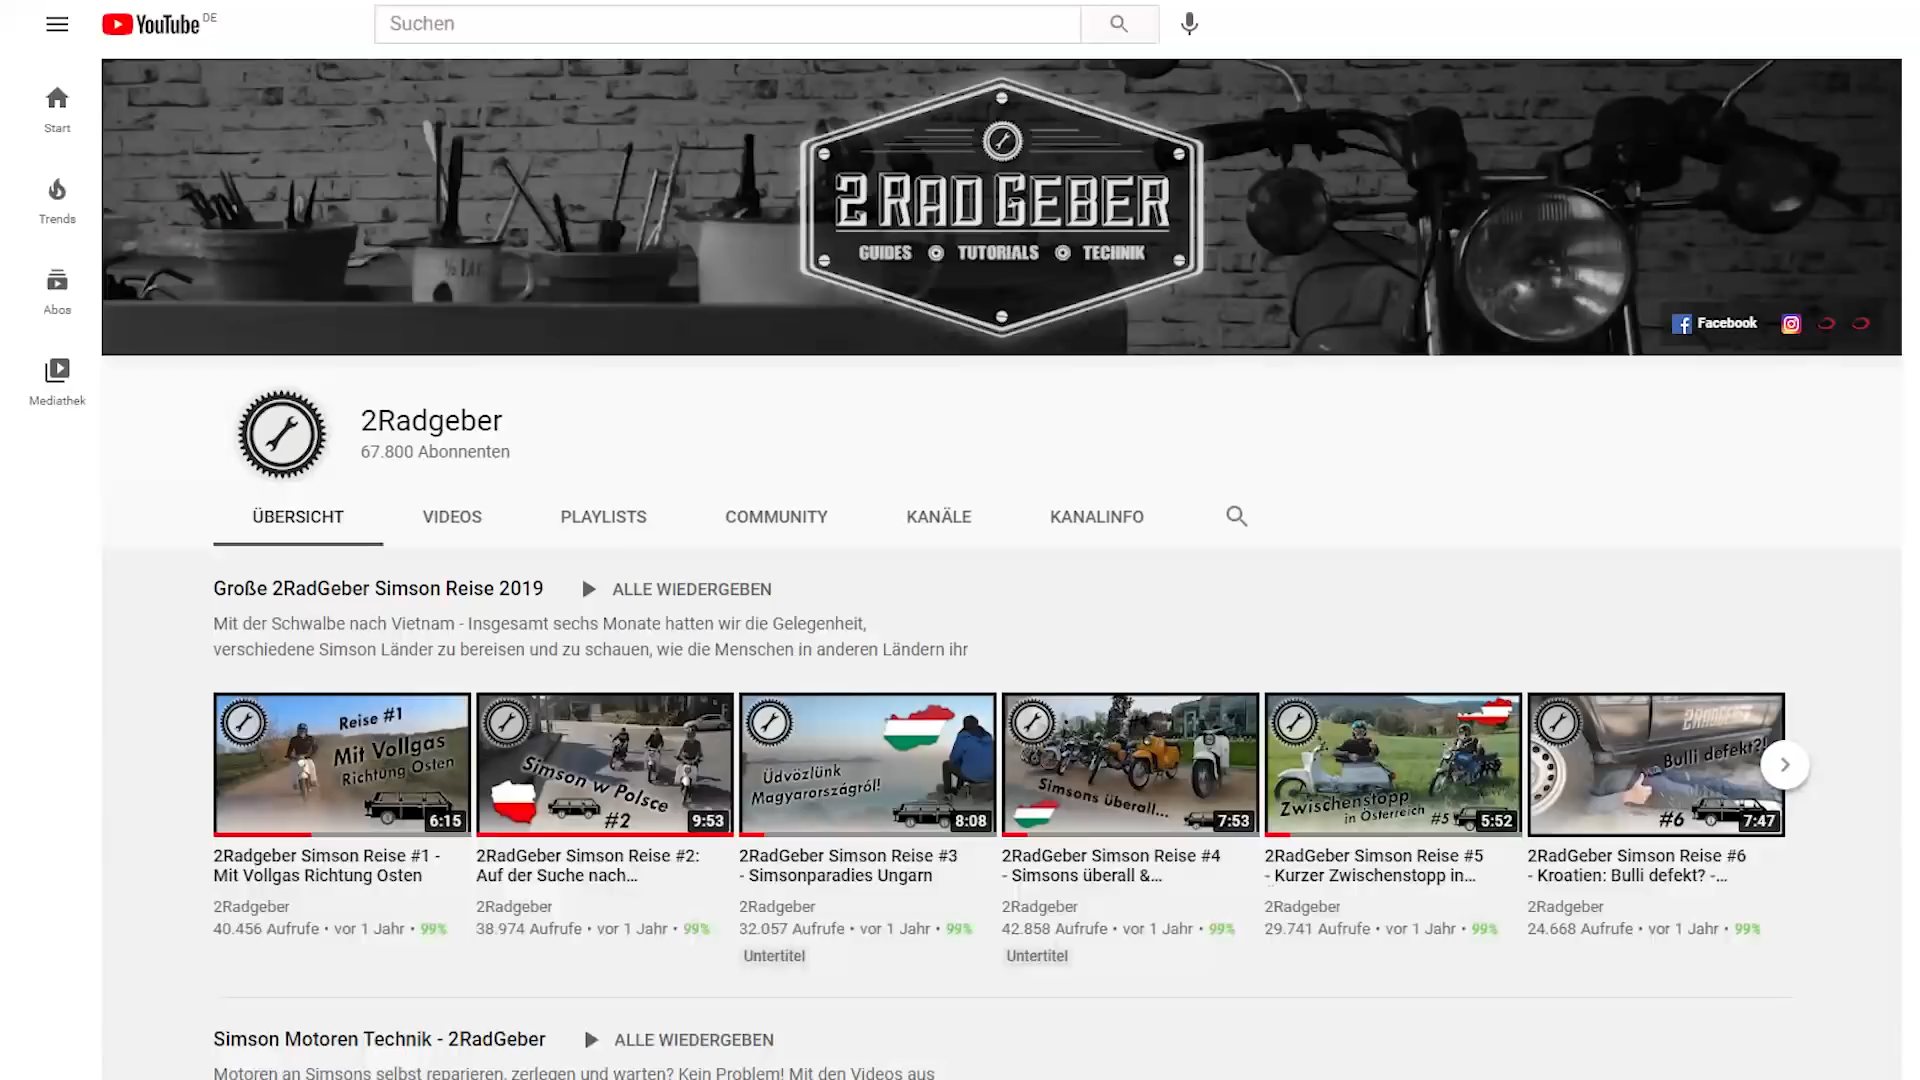 YouTube DE
Suchen
Start
Trends
Abos
Mediathek
2RADGEBER
GUIDES TUTORIALS TECHNIK
Facebook
2Radgeber
67.800 Abonnenten
ÜBERSICHT
VIDEOS
PLAYLISTS
COMMUNITY
KANÄLE
KANALINFO
Große 2RadGeber Simson Reise 2019
ALLE WIEDERGEBEN
Mit der Schwalbe nach Vietnam - Insgesamt sechs Monate hatten wir die Gelegenheit,
verschiedene Simson Länder zu bereisen und zu schauen, wie die Menschen in anderen Ländern ihr
Reise #1
Mit Vollgas
Richtung Osten
6:15
2Radgeber Simson Reise #1 -
Mit Vollgas Richtung Osten
2Radgeber
40.456 Aufrufe • vor 1 Jahr • 99%
Simson w Polsce
#2
9:53
2RadGeber Simson Reise #2:
Auf der Suche nach...
2Radgeber
38.974 Aufrufe • vor 1 Jahr • 99%
Üdvözlünk
Magyarországról!
8:08
2RadGeber Simson Reise #3
- Simsonparadies Ungarn
2Radgeber
32.057 Aufrufe • vor 1 Jahr • 99%
Untertitel
Simsons überall...
7:53
2RadGeber Simson Reise #4
- Simsons überall &...
2Radgeber
42.858 Aufrufe • vor 1 Jahr • 99%
Untertitel
Zwischenstopp
in Österreich #5
5:52
2RadGeber Simson Reise #5
- Kurzer Zwischenstopp in...
2Radgeber
29.741 Aufrufe • vor 1 Jahr • 99%
2RADGEBER
Bulli defekt?!
#6
7:47
2RadGeber Simson Reise #6
- Kroatien: Bulli defekt? -...
2Radgeber
24.668 Aufrufe • vor 1 Jahr • 99%
Simson Motoren Technik - 2RadGeber
ALLE WIEDERGEBEN
Motoren an Simsons selbst reparieren, zerlegen und warten? Kein Problem! Mit den Videos aus